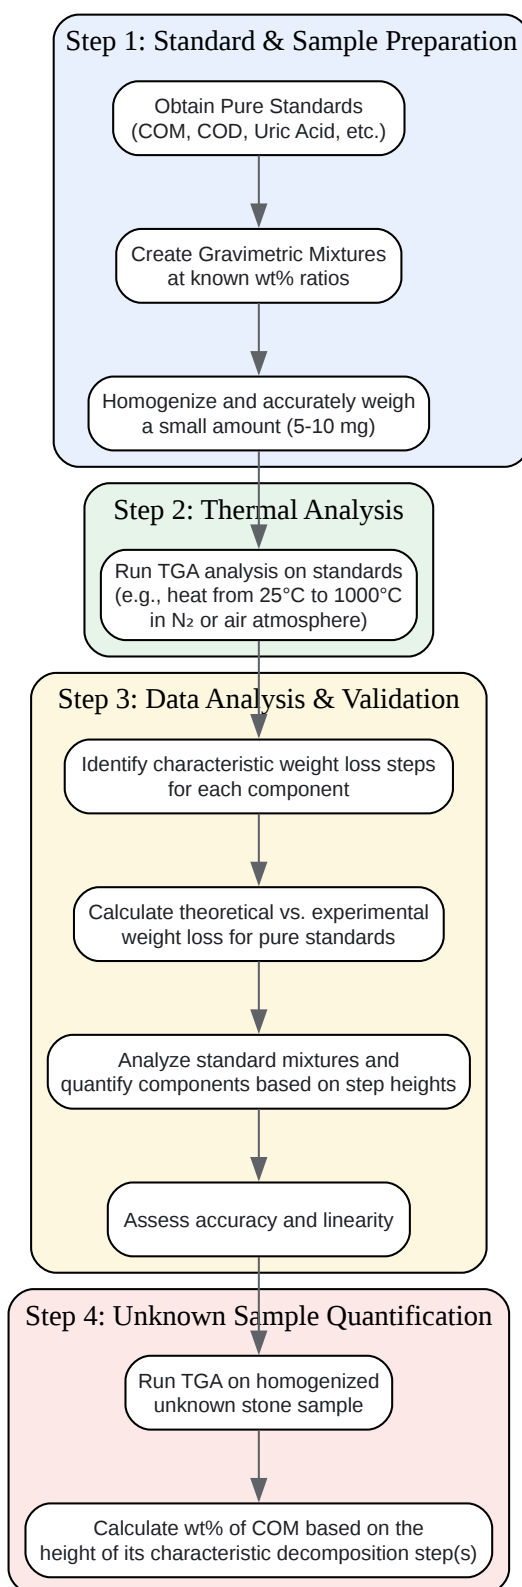 Step 1: Standard & Sample Preparation
Obtain Pure Standards
(COM, COD, Uric Acid, etc.)
Create Gravimetric Mixtures
at known wt% ratios
Homogenize and accurately weigh
a small amount (5-10 mg)
Step 2: Thermal Analysis
Run TGA analysis on standards
(e.g., heat from 25°C to 1000°C
in N₂ or air atmosphere)
Step 3: Data Analysis & Validation
Identify characteristic weight loss steps
for each component
Calculate theoretical vs. experimental
weight loss for pure standards
Analyze standard mixtures and
quantify components based on step heights
Assess accuracy and linearity
Step 4: Unknown Sample Quantification
Run TGA on homogenized
unknown stone sample
Calculate wt% of COM based on the
height of its characteristic decomposition step(s)